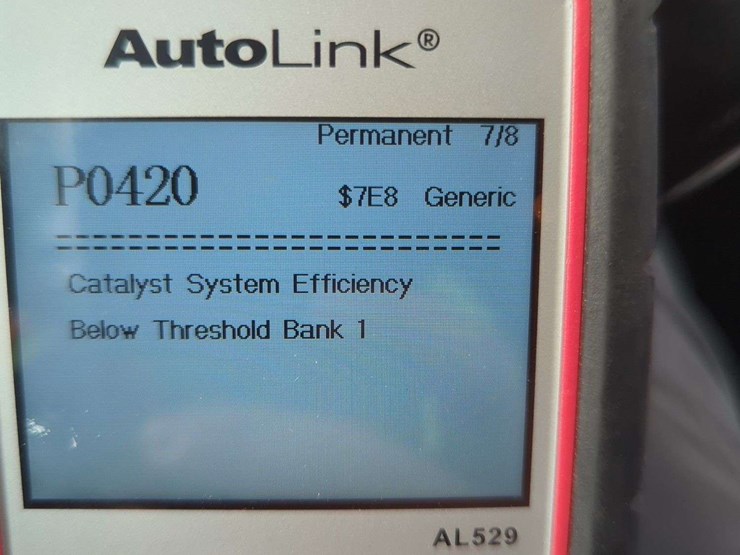 AutoLink®
Permanent 7/8
P0420 $7E8 Generic
==========================
Catalyst System Efficiency
Below Threshold Bank 1
AL529